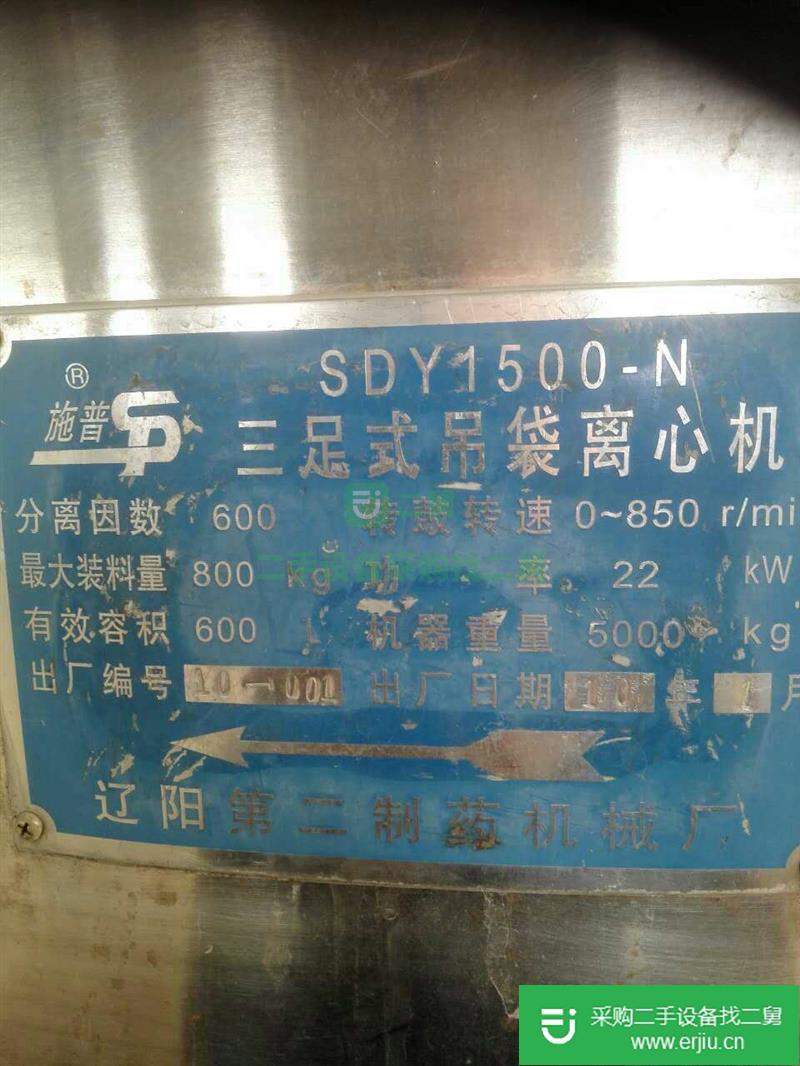 SDY1500-N
® 施普 SP 三足式吊袋离心机
分离因数 600 转鼓转速 0~850 r/mi
最大装料量 800 Kg 功 率 22 kW
有效容积 600 l 机器重量 5000 kg
出厂编号 10-001 出厂日期 10 年 1 月
辽阳第二制药机械厂
采购二手设备找二舅
www.erjiu.cn